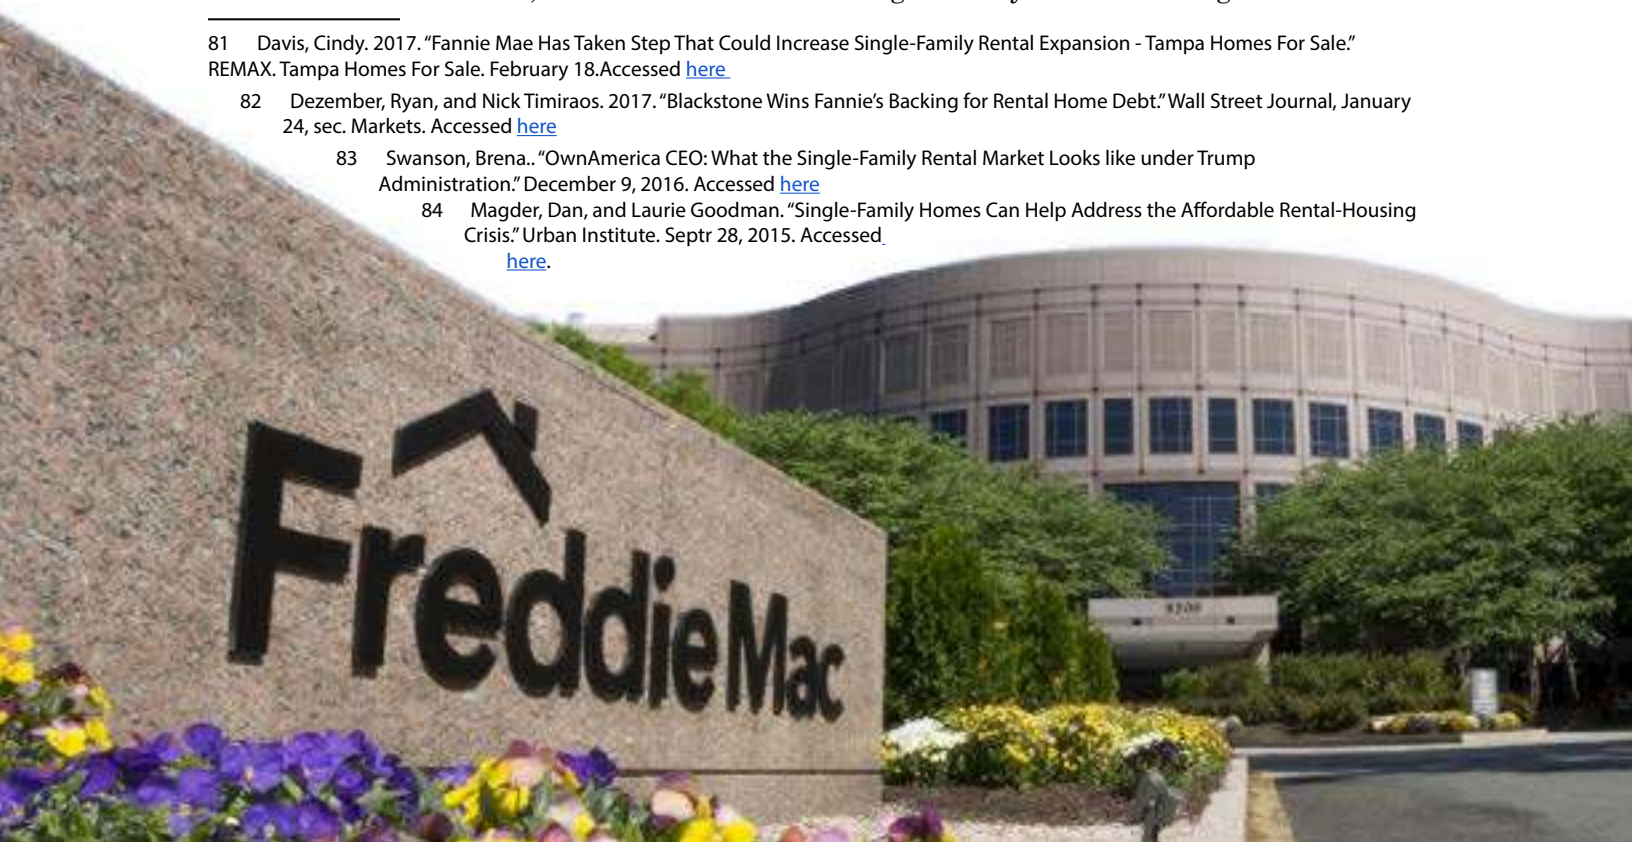 81 Davis, Cindy. 2017. “Fannie Mae Has Taken Step That Could Increase Single-Family Rental Expansion - Tampa Homes For Sale.”
REMAX. Tampa Homes For Sale. February 18.Accessed here
82 Dezember, Ryan, and Nick Timiraos. 2017. “Blackstone Wins Fannie’s Backing for Rental Home Debt.” Wall Street Journal, January
24, sec. Markets. Accessed here
83 Swanson, Brena.. “OwnAmerica CEO: What the Single-Family Rental Market Looks like under Trump
Administration.” December 9, 2016. Accessed here
84 Magder, Dan, and Laurie Goodman. “Single-Family Homes Can Help Address the Affordable Rental-Housing
Crisis.” Urban Institute. Septr 28, 2015. Accessed
here.
Freddie Mac